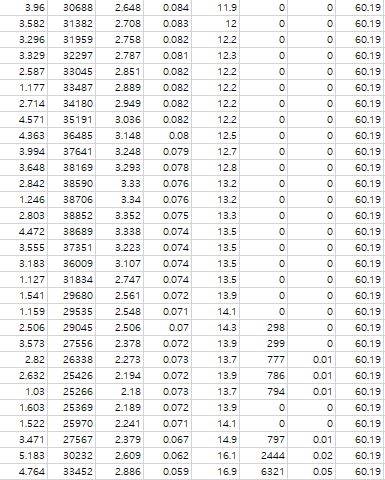 3.96 30688 2.648 0.084 11.9 0 0 60.19
3.582 31382 2.708 0.083 12 0 0 60.19
3.296 31959 2.758 0.082 12.2 0 0 60.19
3.329 32297 2.787 0.081 12.3 0 0 60.19
2.587 33045 2.851 0.082 12.2 0 0 60.19
1.177 33487 2.889 0.082 12.2 0 0 60.19
2.714 34180 2.949 0.082 12.2 0 0 60.19
4.571 35191 3.036 0.082 12.2 0 0 60.19
4.363 36485 3.148 0.08 12.5 0 0 60.19
3.994 37641 3.248 0.079 12.7 0 0 60.19
3.648 38169 3.293 0.078 12.8 0 0 60.19
2.842 38590 3.33 0.076 13.2 0 0 60.19
1.246 38706 3.34 0.076 13.2 0 0 60.19
2.803 38852 3.352 0.075 13.3 0 0 60.19
4.472 38689 3.338 0.074 13.5 0 0 60.19
3.555 37351 3.223 0.074 13.5 0 0 60.19
3.183 36009 3.107 0.074 13.5 0 0 60.19
1.127 31834 2.747 0.074 13.5 0 0 60.19
1.541 29680 2.561 0.072 13.9 0 0 60.19
1.159 29535 2.548 0.071 14.1 0 0 60.19
2.506 29045 2.506 0.07 14.3 298 0 60.19
3.573 27556 2.378 0.072 13.9 299 0 60.19
2.82 26338 2.273 0.073 13.7 777 0.01 60.19
2.632 25426 2.194 0.072 13.9 786 0.01 60.19
1.03 25266 2.18 0.073 13.7 794 0.01 60.19
1.603 25369 2.189 0.072 13.9 0 0 60.19
1.522 25970 2.241 0.071 14.1 0 0 60.19
3.471 27567 2.379 0.067 14.9 797 0.01 60.19
5.183 30232 2.609 0.062 16.1 2444 0.02 60.19
4.764 33452 2.886 0.059 16.9 6321 0.05 60.19